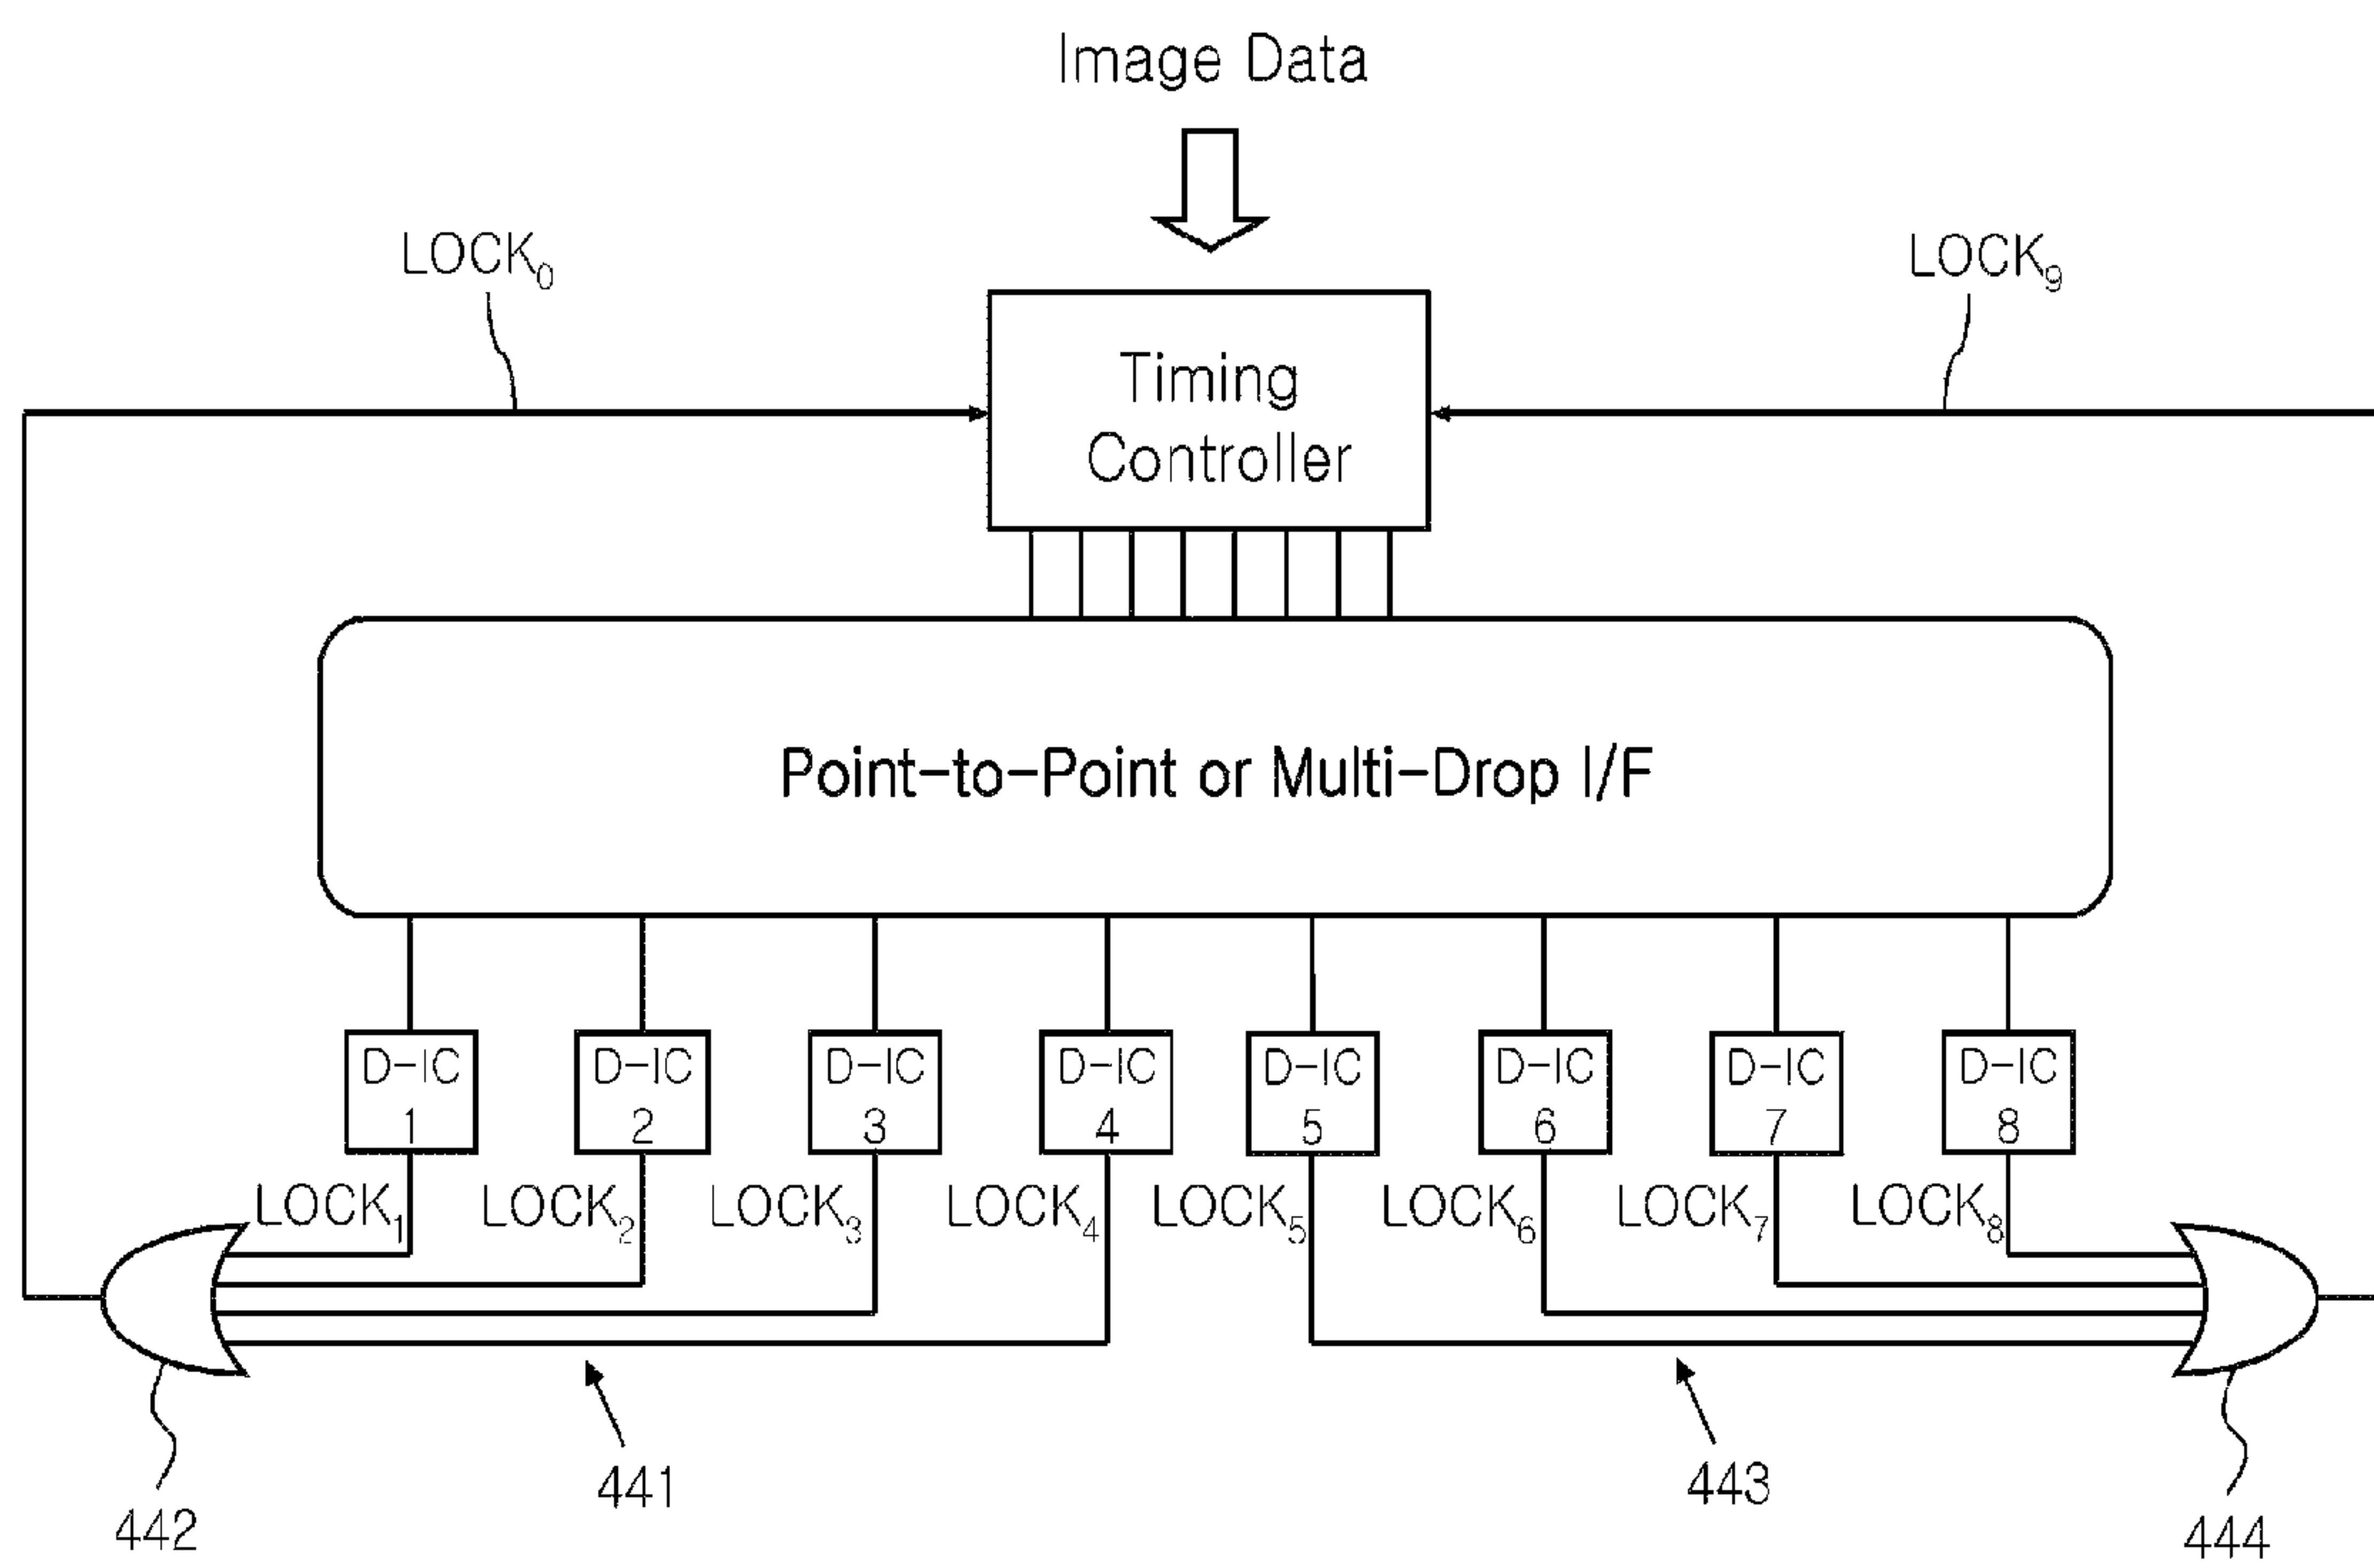 Image Data
LOCK0
LOCK9
Timing
Controller
Point-to-Point or Multi-Drop I/F
D-IC
1
D-IC
2
D-IC
3
D-IC
4
D-IC
5
D-IC
6
D-IC
7
D-IC
8
LOCK1
LOCK2
LOCK3
LOCK4
LOCK5
LOCK6
LOCK7
LOCK8
441
443
442
444